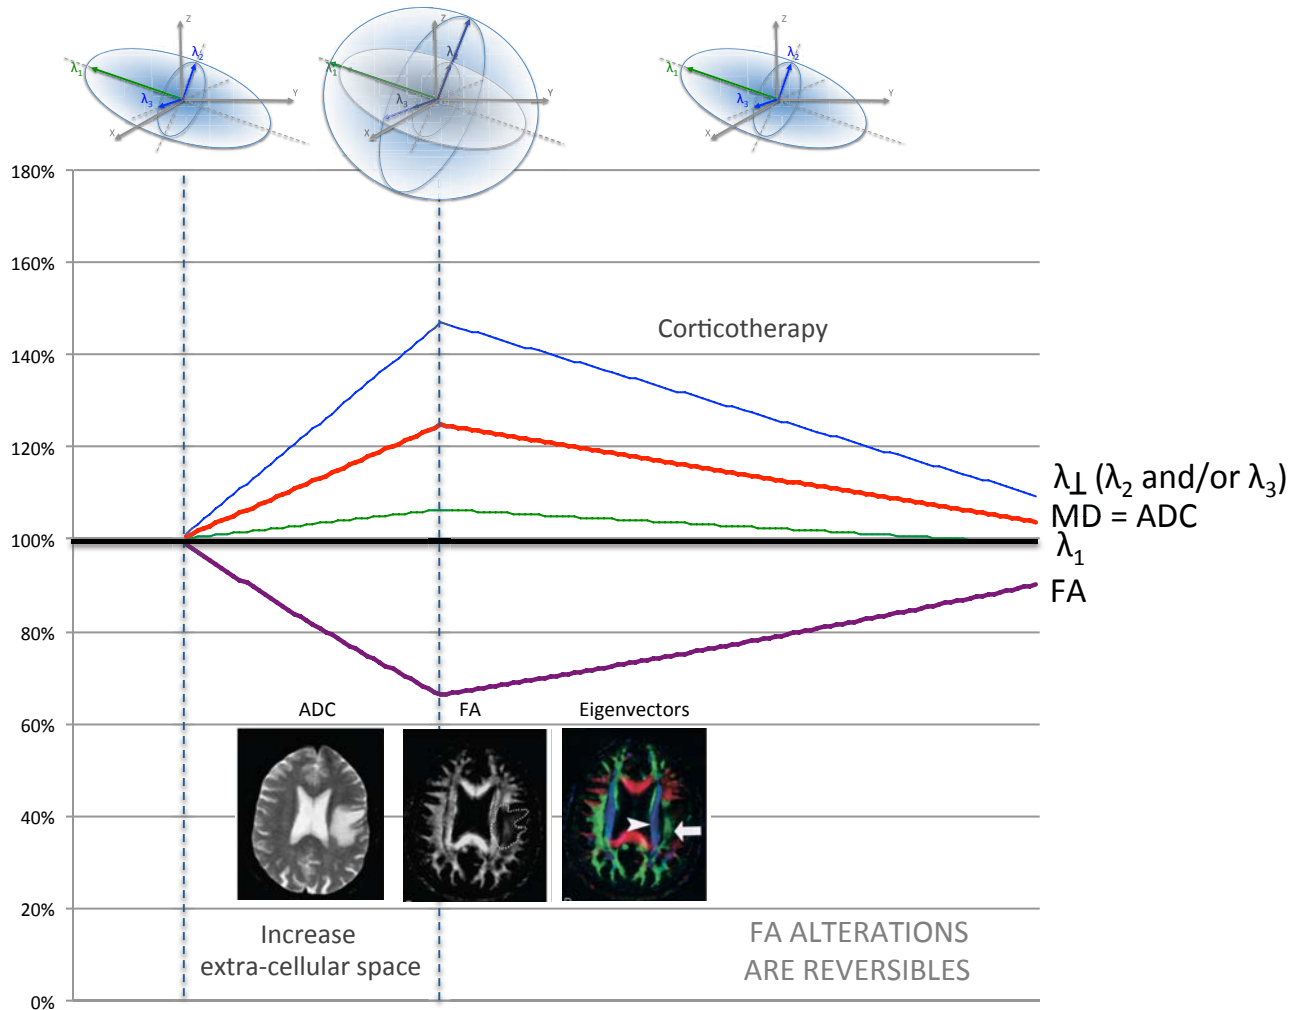 Z
λ2
λ1
λ3
Y
X
Z
λ1
λ3
Y
X
Z
λ2
λ1
λ3
Y
X
180%
160%
Corticotherapy
140%
120%
λ⊥ (λ2 and/or λ3)
MD = ADC
100%
λ1
FA
80%
60%
ADC
FA
Eigenvectors
40%
20%
Increase
extra-cellular space
FA ALTERATIONS
ARE REVERSIBLES
0%